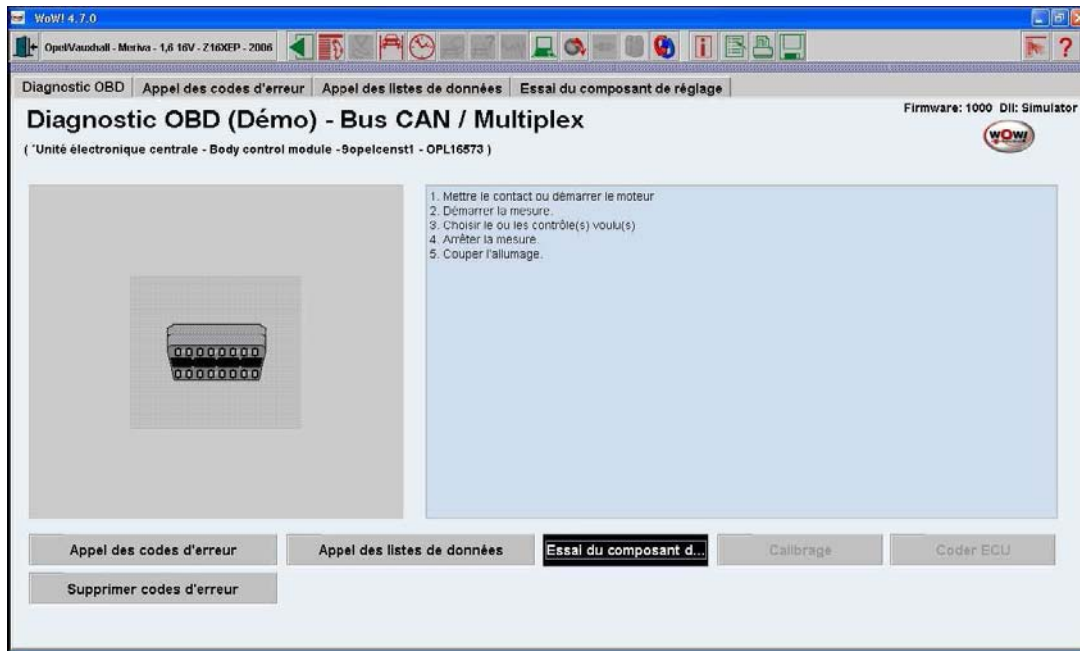 WoW! 4.7.0
Opel/Vauxhall - Meriva - 1,6 16V - Z16XEP - 2006
Diagnostic OBD
Appel des codes d'erreur
Appel des listes de données
Essai du composant de réglage
Diagnostic OBD (Démo) - Bus CAN / Multiplex
Firmware: 1000 Dll: Simulator
WOW!
( *Unité électronique centrale - Body control module -9opelcenst1 - OPL16573 )
1. Mettre le contact ou démarrer le moteur
2. Démarrer la mesure.
3. Choisir le ou les contrôle(s) voulu(s)
4. Arrêter la mesure.
5. Couper l'allumage.
Appel des codes d'erreur
Appel des listes de données
Essai du composant d...
Calibrage
Coder ECU
Supprimer codes d'erreur